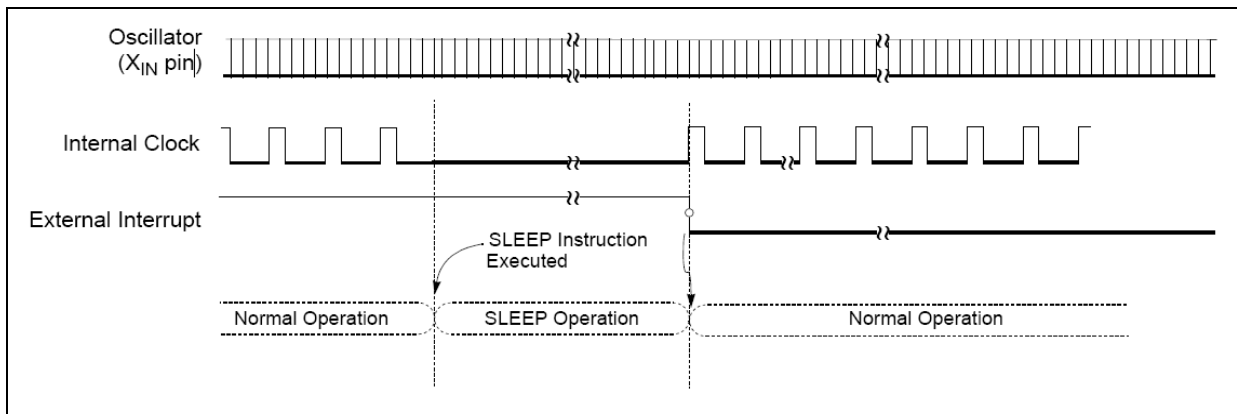 Oscillator
(XIN pin)
Internal Clock
External Interrupt
SLEEP Instruction
Executed
Normal Operation
SLEEP Operation
Normal Operation